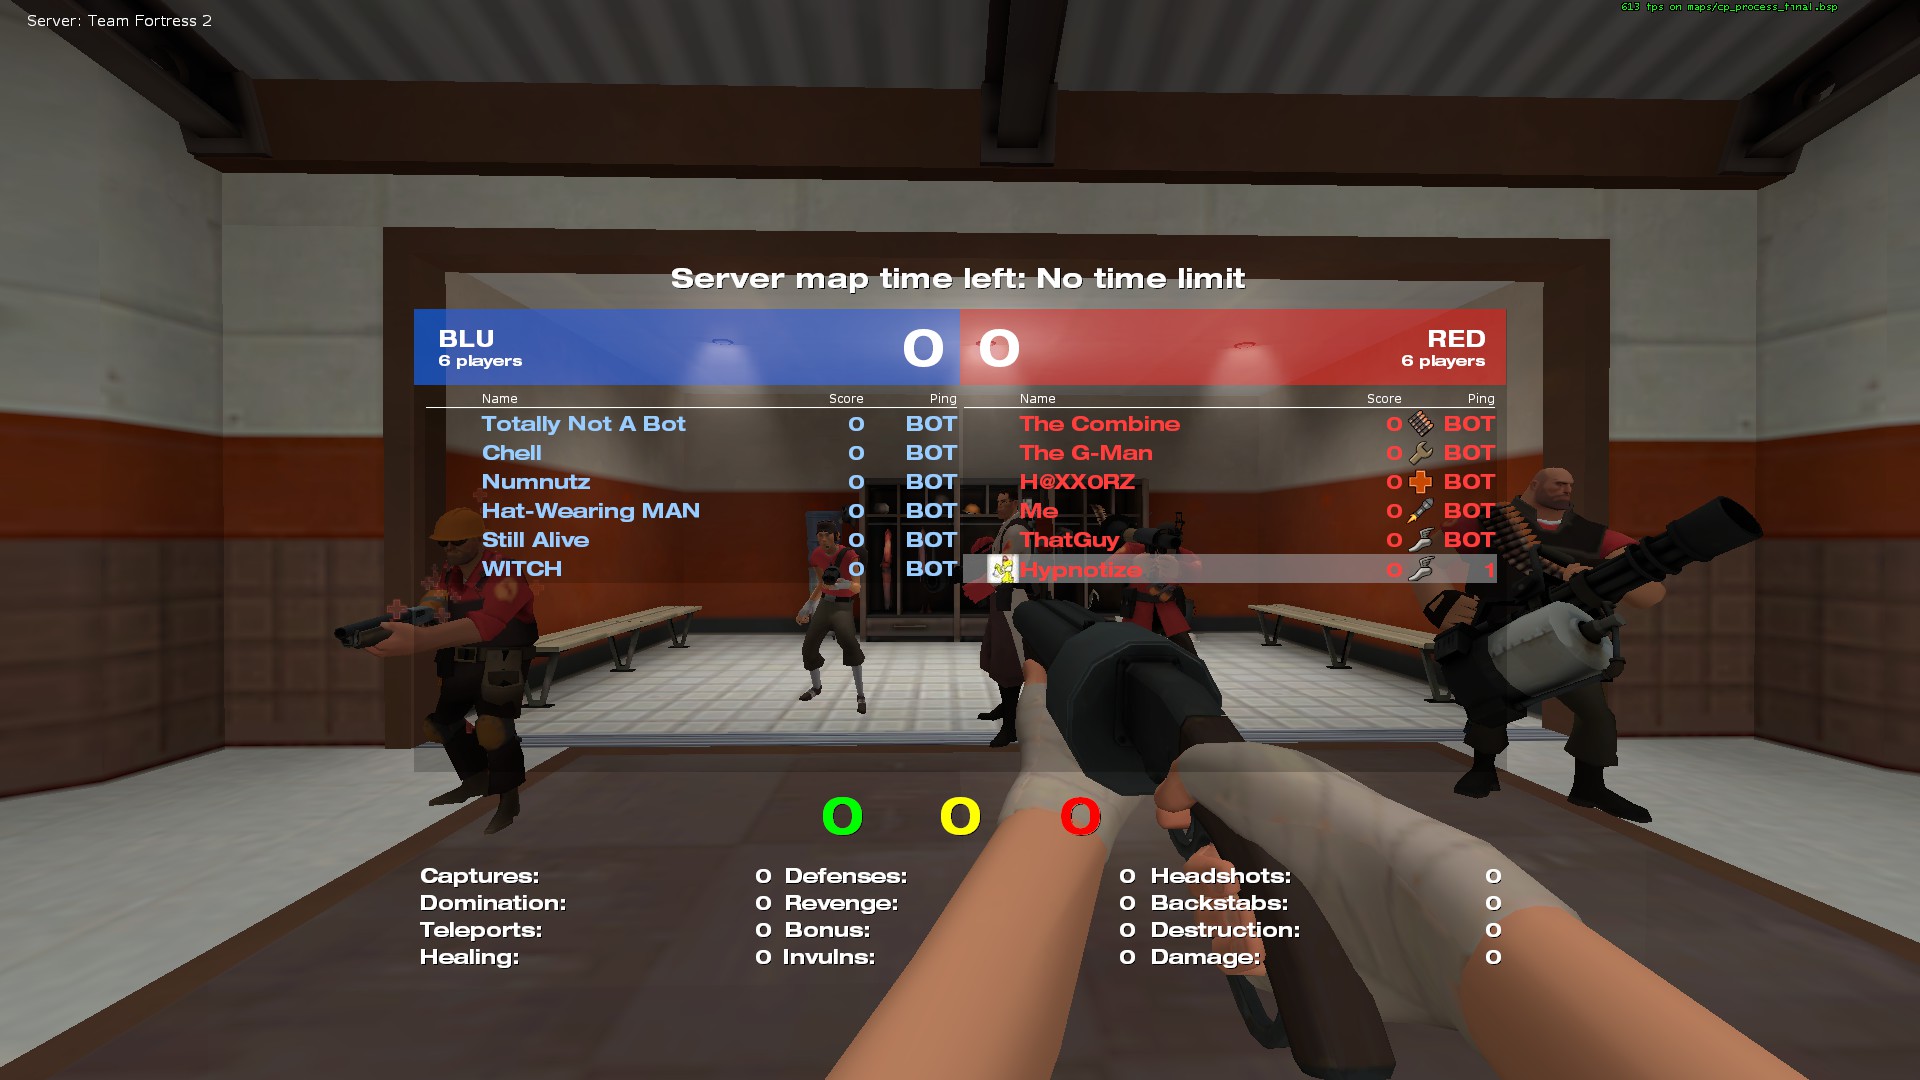 Server: Team Fortress 2
613 fps on maps/cp_process_final.bsp
Server map time left: No time limit
BLU 0 0 RED
6 players 6 players
Name Score Ping Name Score Ping
Totally Not A Bot 0 BOT The Combine 0 BOT
Chell 0 BOT The G-Man 0 BOT
Numnutz 0 BOT H@XX0RZ 0 BOT
Hat-Wearing MAN 0 BOT Me 0 BOT
Still Alive 0 BOT ThatGuy 0 BOT
WITCH 0 BOT Hypnotize 0 1
0 0 0
Captures: 0 Defenses: 0 Headshots: 0
Domination: 0 Revenge: 0 Backstabs: 0
Teleports: 0 Bonus: 0 Destruction: 0
Healing: 0 Invulns: 0 Damage: 0